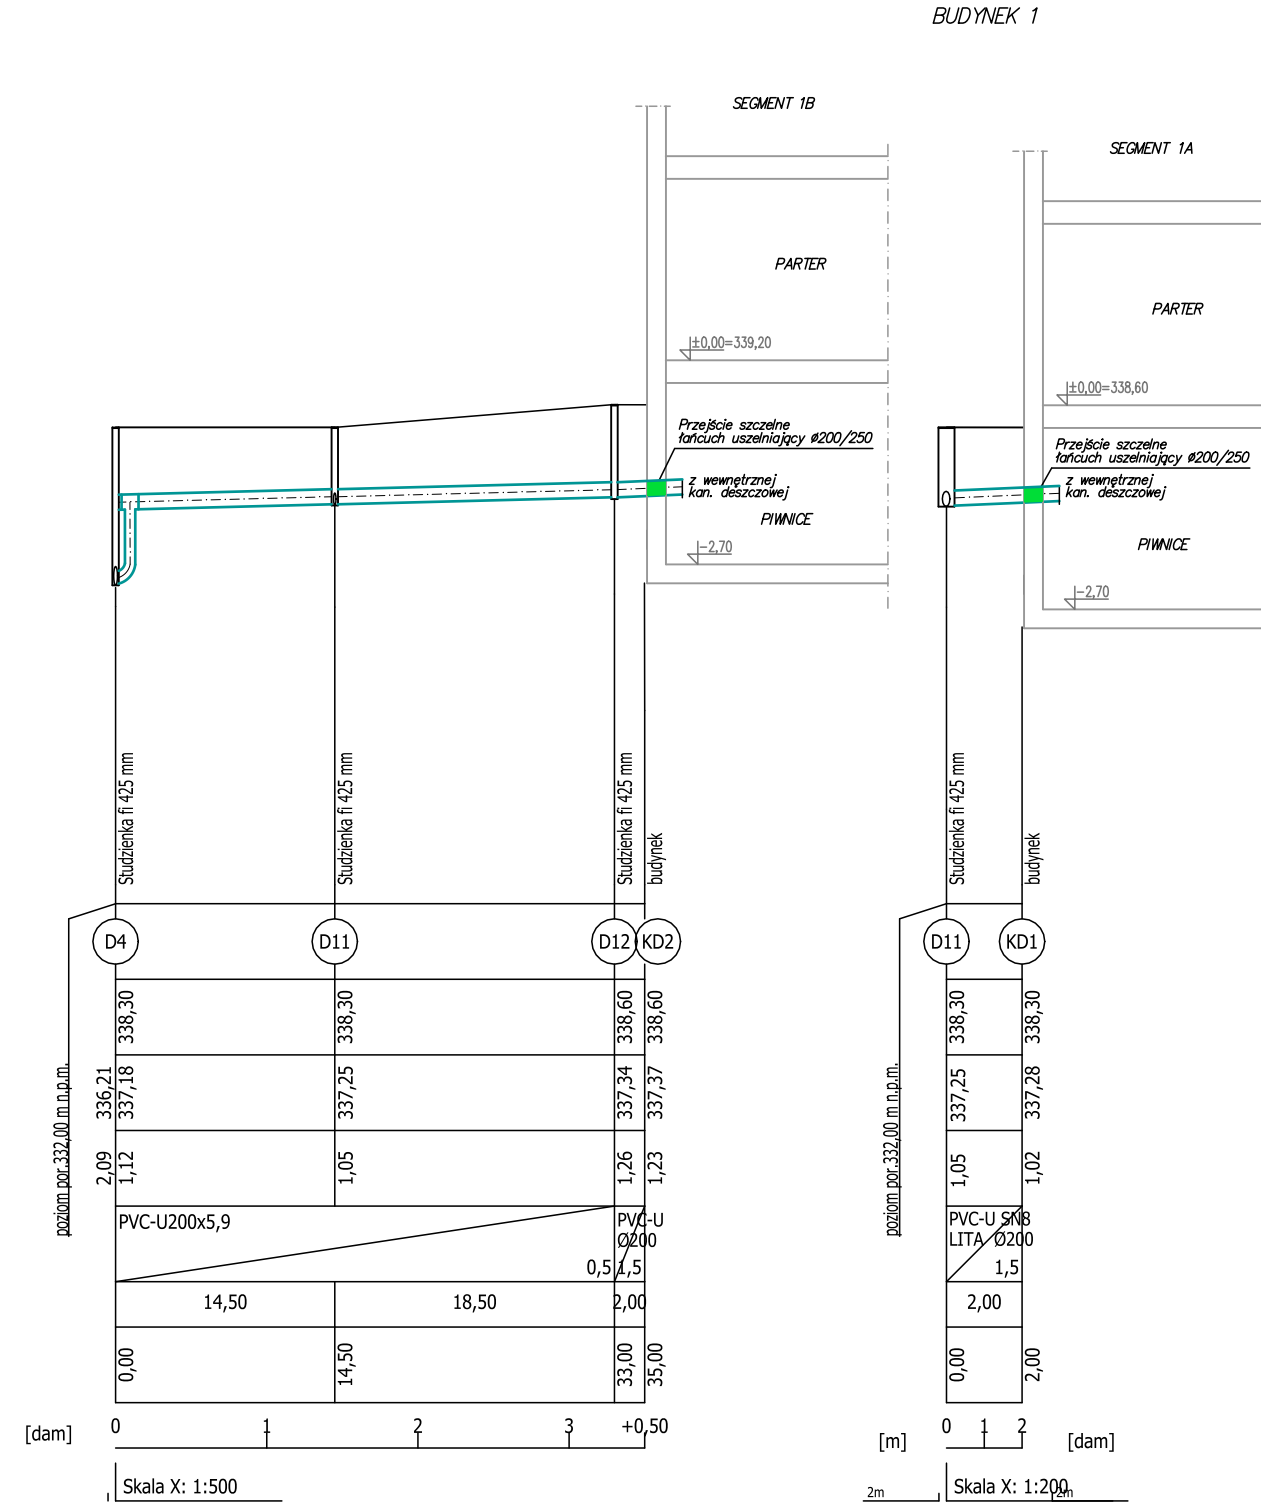 BUDYNEK 1
SEGMENT 1B
SEGMENT 1A
PARTER
PARTER
±0,00=339,20
±0,00=338,60
Przejście szczelne
łańcuch uszelniający ø200/250
Przejście szczelne
łańcuch uszelniający ø200/250
z wewnętrznej
kan. deszczowej
z wewnętrznej
kan. deszczowej
PIWNICE
PIWNICE
-2,70
-2,70
Studzienka fi 425 mm
Studzienka fi 425 mm
Studzienka fi 425 mm
budynek
Studzienka fi 425 mm
budynek
D4 D11 D12 KD2
D11 KD1
poziom por.332,00 m n.p.m.
338,30 338,30 338,60 338,60
336,21 337,18 337,25 337,34 337,37
2,09 1,12 1,05 1,26 1,23
PVC-U200x5,9
0,5
PVC-U
Ø200
1,5
14,50 18,50 2,00
0,00 14,50 33,00 35,00
[dam] 0 1 2 3 +0,50
Skala X: 1:500
poziom por.332,00 m n.p.m.
338,30 338,30
337,25 337,28
1,05 1,02
PVC-U SN8
LITA Ø200
1,5
2,00
0,00 2,00
[m] 0 1 2 [dam]
2m
Skala X: 1:200
2m